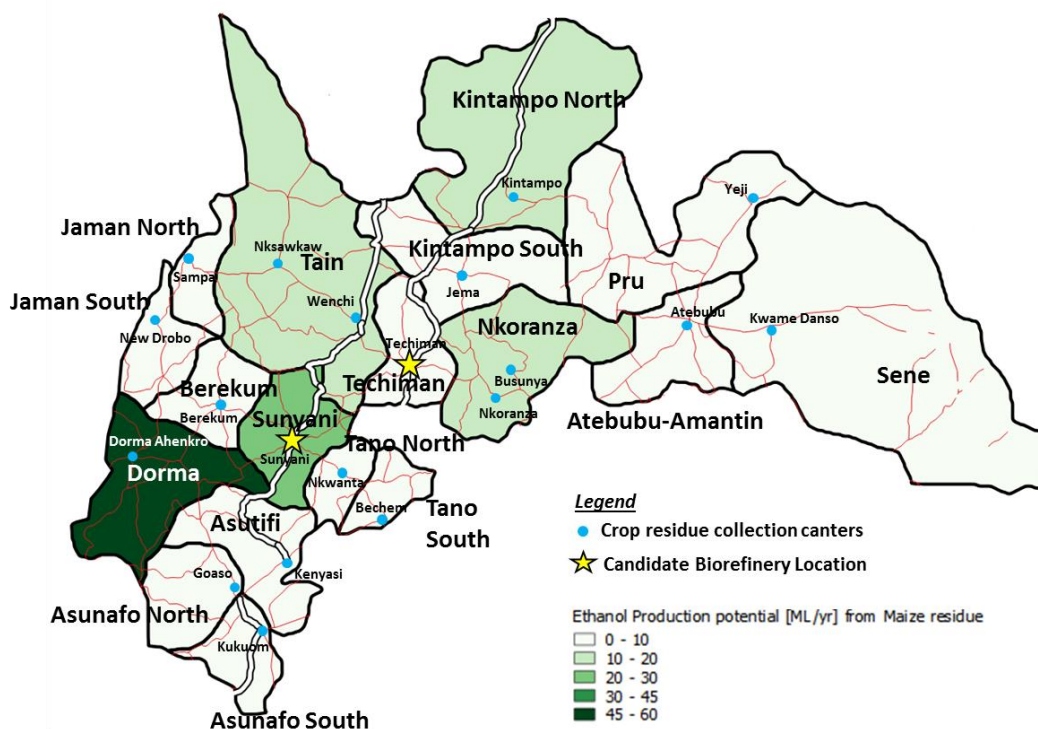 Kintampo North
Kintampo
Yeji
Jaman North
Kintampo South
Nksawkaw
Tain
Sampa
Jema
Pru
Jaman South
Wenchi
Nkoranza
Atebubu
Kwame Danso
New Drobo
Techiman
Techiman
Busunya
Sene
Berekum
Berekum
Nkoranza
Sunyani
Atebubu-Amantin
Dorma Ahenkro
Tano North
Sunyani
Dorma
Nkwanta
Bechem
Tano
South
Asutifi
Goaso
Kenyasi
Asunafo North
Kukuom
Asunafo South
Legend
Crop residue collection canters
Candidate Biorefinery Location
Ethanol Production potential [ML/yr] from Maize residue
0 - 10
10 - 20
20 - 30
30 - 45
45 - 60